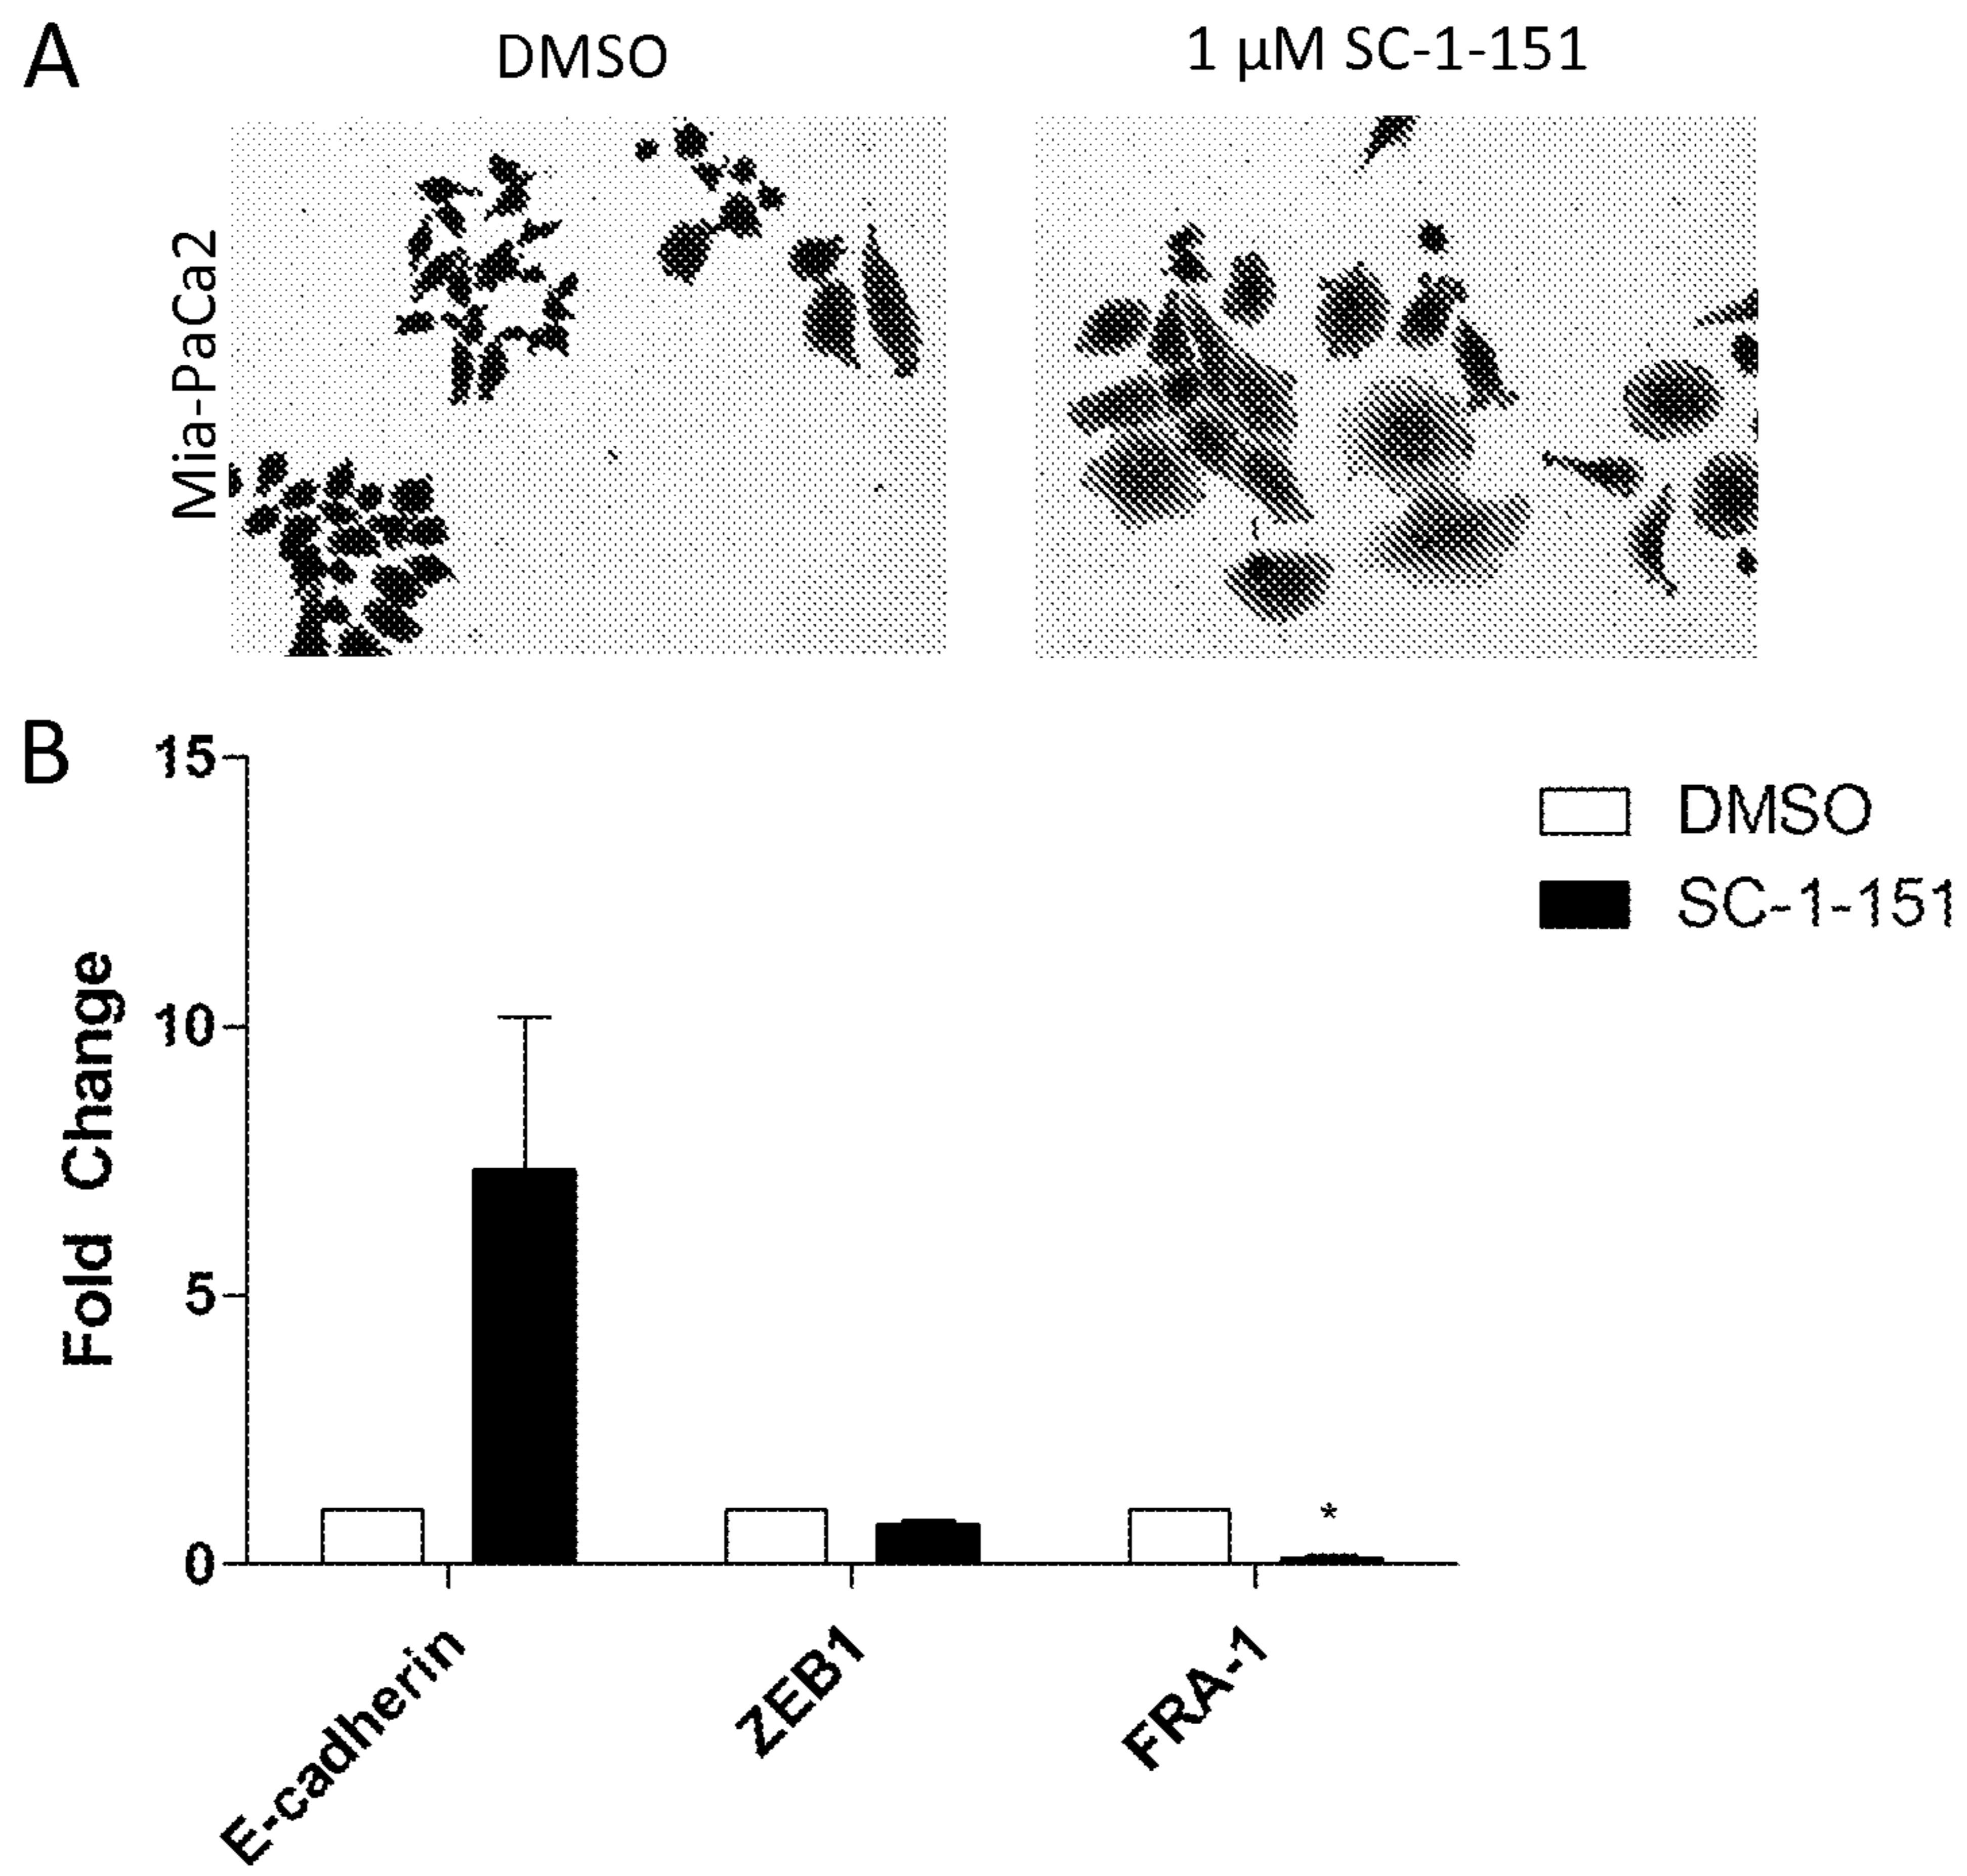 A
DMSO
1 µM SC-1-151
Mia-PaCa2
B
15
10
5
0
Fold Change
DMSO
SC-1-151
*
E-cadherin
ZEB1
FRA-1